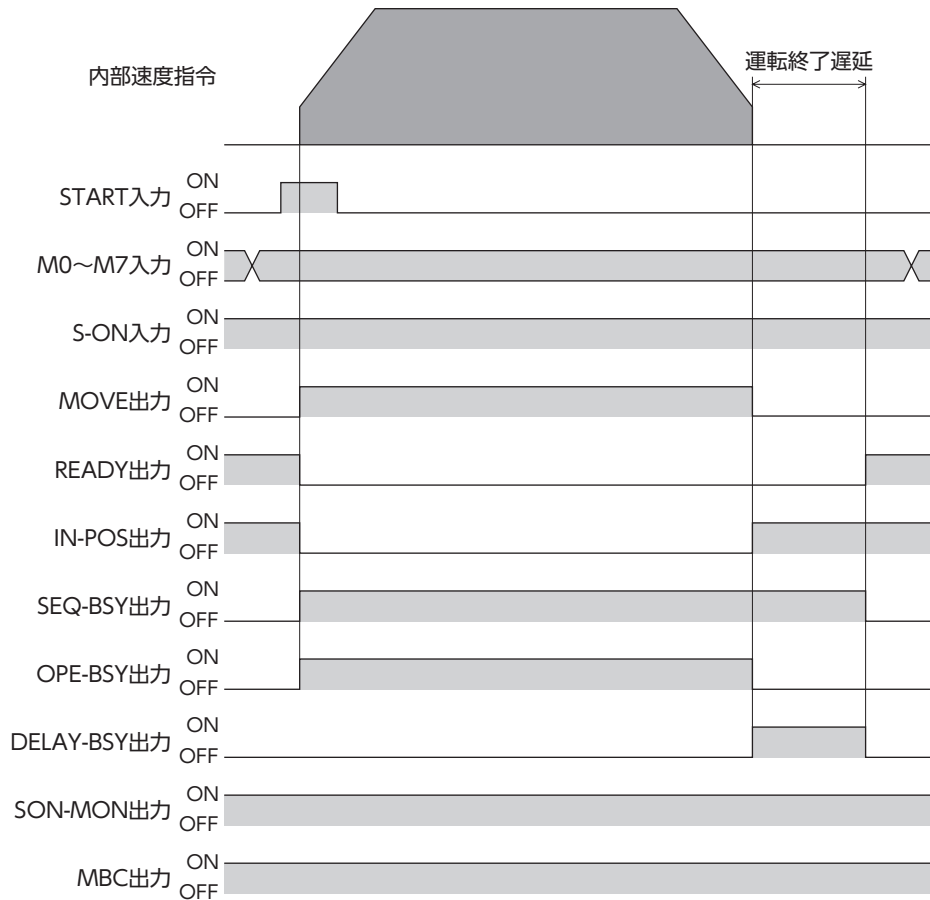 運転終了遅延
内部速度指令
START入力 ON OFF
M0～M7入力 ON OFF
S-ON入力 ON OFF
MOVE出力 ON OFF
READY出力 ON OFF
IN-POS出力 ON OFF
SEQ-BSY出力 ON OFF
OPE-BSY出力 ON OFF
DELAY-BSY出力 ON OFF
SON-MON出力 ON OFF
MBC出力 ON OFF